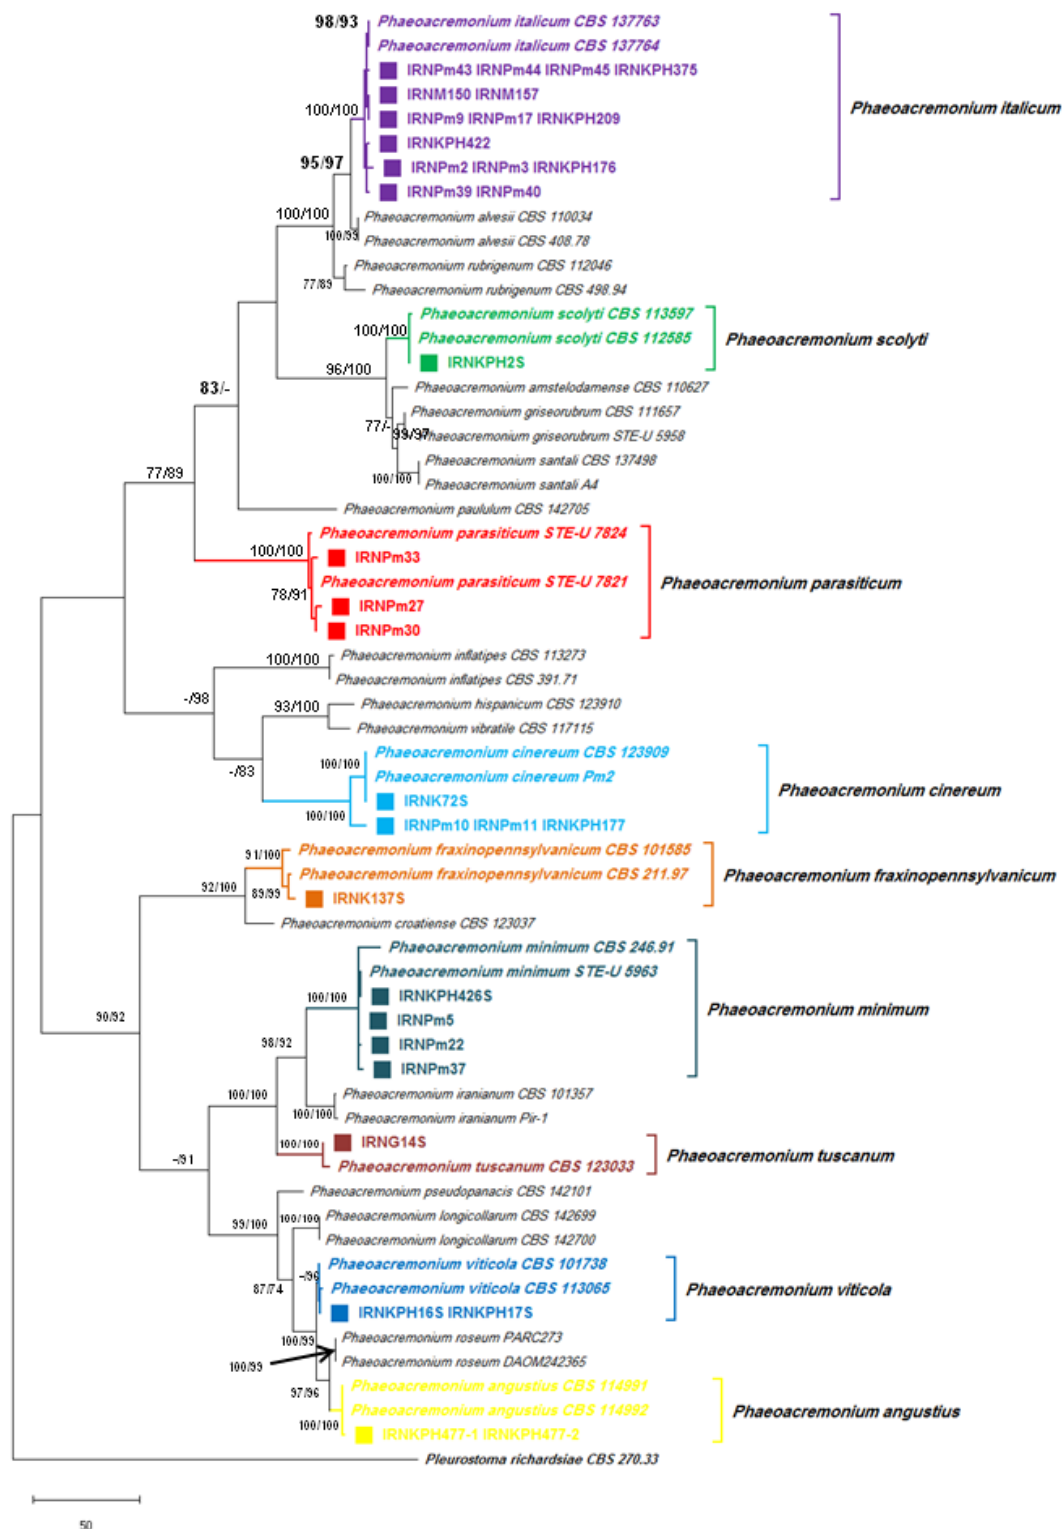 98/93
Phaeoacremonium italicum CBS 137763
Phaeoacremonium italicum CBS 137764
IRNPm43 IRNPm44 IRNPm45 IRNKPH375
IRNM150 IRNM157
Phaeoacremonium italicum
100/100
IRNPm9 IRNPm17 IRNKPH209
IRNKPH422
95/97
IRNPm2 IRNPm3 IRNKPH176
IRNPm39 IRNPm40
100/100
Phaeoacremonium alvesii CBS 110034
100/99
Phaeoacremonium alvesii CBS 408.78
Phaeoacremonium rubrigenum CBS 112046
77/89
Phaeoacremonium rubrigenum CBS 498.94
Phaeoacremonium scolyti CBS 113597
100/100
Phaeoacremonium scolyti CBS 112585
Phaeoacremonium scolyti
96/100
IRNKPH2S
83/-
Phaeoacremonium amstelodamense CBS 110627
Phaeoacremonium griseorubrum CBS 111657
77/-
99/97
Phaeoacremonium griseorubrum STE-U 5958
Phaeoacremonium santali CBS 137498
77/89
100/100
Phaeoacremonium santali A4
Phaeoacremonium paululum CBS 142705
Phaeoacremonium parasiticum STE-U 7824
100/100
IRNPm33
Phaeoacremonium parasiticum STE-U 7821
Phaeoacremonium parasiticum
78/91
IRNPm27
IRNPm30
Phaeoacremonium inflatipes CBS 113273
100/100
Phaeoacremonium inflatipes CBS 391.71
-/98
Phaeoacremonium hispanicum CBS 123910
93/100
Phaeoacremonium vibratile CBS 117115
Phaeoacremonium cinereum CBS 123909
100/100
-/83
Phaeoacremonium cinereum Pm2
Phaeoacremonium cinereum
IRNK72S
100/100
IRNPm10 IRNPm11 IRNKPH177
Phaeoacremonium fraxinopennsylvanicum CBS 101585
91/100
Phaeoacremonium fraxinopennsylvanicum CBS 211.97
Phaeoacremonium fraxinopennsylvanicum
92/100
89/99
IRNK137S
Phaeoacremonium croatiense CBS 123037
Phaeoacremonium minimum CBS 246.91
Phaeoacremonium minimum STE-U 5963
100/100
IRNKPH426S
Phaeoacremonium minimum
90/92
IRNPm5
98/92
IRNPm22
IRNPm37
Phaeoacremonium iranianum CBS 101357
100/100
100/100
Phaeoacremonium iranianum Pir-1
100/100
IRNG14S
Phaeoacremonium tuscanum
-/91
Phaeoacremonium tuscanum CBS 123033
Phaeoacremonium pseudopanacis CBS 142101
100/100
Phaeoacremonium longicollarum CBS 142699
99/100
Phaeoacremonium longicollarum CBS 142700
Phaeoacremonium viticola CBS 101738
-/96
87/74
Phaeoacremonium viticola CBS 113065
Phaeoacremonium viticola
IRNKPH16S IRNKPH17S
100/99
Phaeoacremonium roseum PARC273
100/99
Phaeoacremonium roseum DAOM242365
97/96
Phaeoacremonium angustius CBS 114991
Phaeoacremonium angustius CBS 114992
Phaeoacremonium angustius
100/100
IRNKPH477-1 IRNKPH477-2
Pleurostoma richardsiae CBS 270.33
50